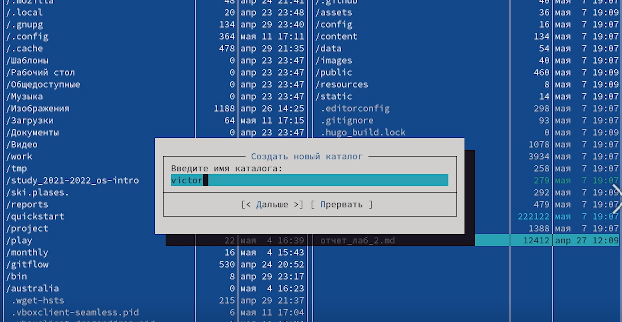 /.mozilla 48 апр 24 21:41 /.github 40 мая 7 19:07
/.local 20 апр 23 23:48 /assets 36 мая 7 19:09
/.gnupg 134 апр 29 23:40 /config 16 мая 7 19:07
/.config 364 мая 11 17:11 /content 134 мая 7 19:07
/.cache 478 апр 29 21:35 /data 54 мая 7 19:07
/Шаблоны 0 апр 23 23:47 /images 40 мая 7 19:07
/Рабочий стол 0 апр 23 23:47 /public 460 мая 7 19:09
/Общедоступные 0 апр 23 23:47 /resources 8 мая 7 19:07
/Музыка 0 апр 23 23:47 /static 14 мая 7 19:07
/Изображения 1188 апр 26 14:25 .editorconfig 298 мая 7 19:07
/Загрузки 64 мая 11 17:15 .gitignore 93 мая 7 19:07
/Документы 0 апр 23 23:47 .hugo_build.lock 0 мая 7 19:09
/Видео 1078 мая 7 19:07
Создать новый каталог
/work 3934 мая 7 19:07
/tmp Введите имя каталога: 258 мая 7 19:07
/study_2021-2022_os-intro victor 279 мая 7 19:07
/ski.plases. 292 мая 7 19:09
/reports [< Дальше >] [ Прервать ] 479 мая 7 19:07
/quickstart 222122 мая 7 19:07
/project 1388 мая 7 19:07
/play 22 мая 4 16:39 отчет_лаб_2.md 12412 апр 27 12:09
/monthly 16 мая 4 15:43
/gitflow 530 апр 24 20:52
/bin 8 апр 29 23:17
/australia 0 мая 4 16:23
.wget-hsts 215 апр 29 21:37
.vboxclient-seamless.pid 6 мая 11 17:04